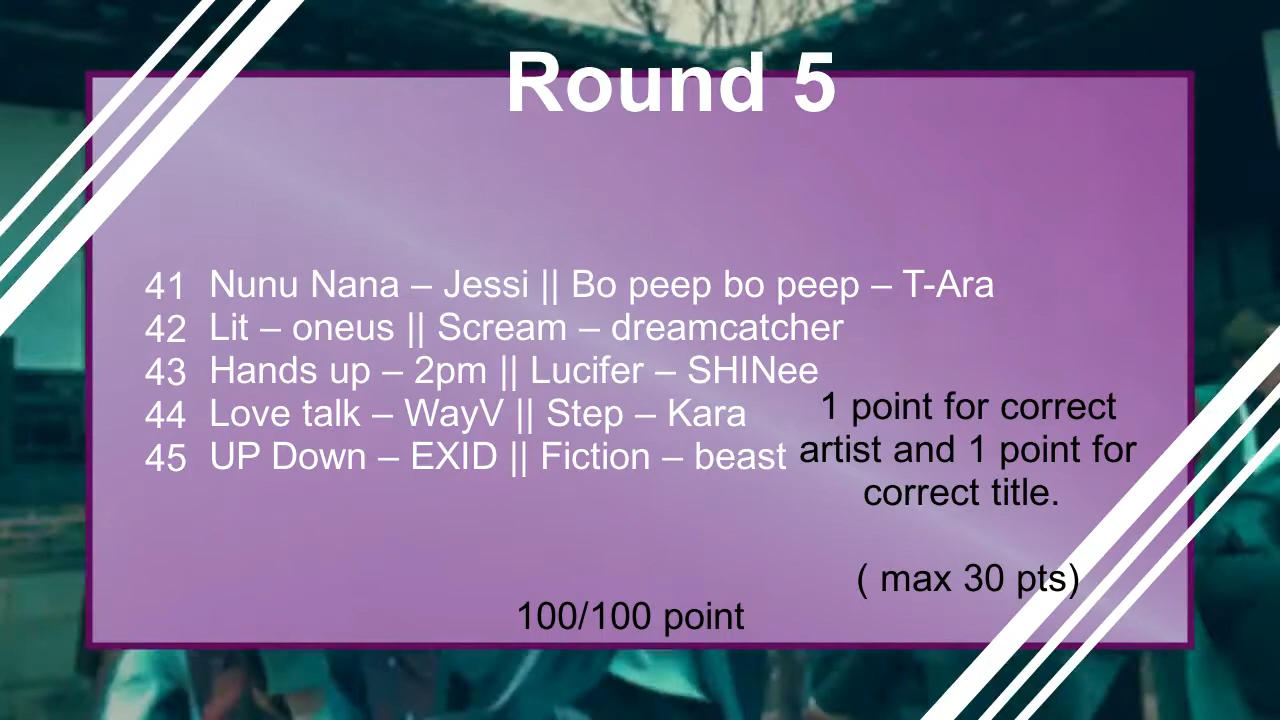 Round 5
41 Nunu Nana – Jessi || Bo peep bo peep – T-Ara
42 Lit – oneus || Scream – dreamcatcher
43 Hands up – 2pm || Lucifer – SHINee
44 Love talk – WayV || Step – Kara
45 UP Down – EXID || Fiction – beast
1 point for correct
artist and 1 point for
correct title.
( max 30 pts)
100/100 point